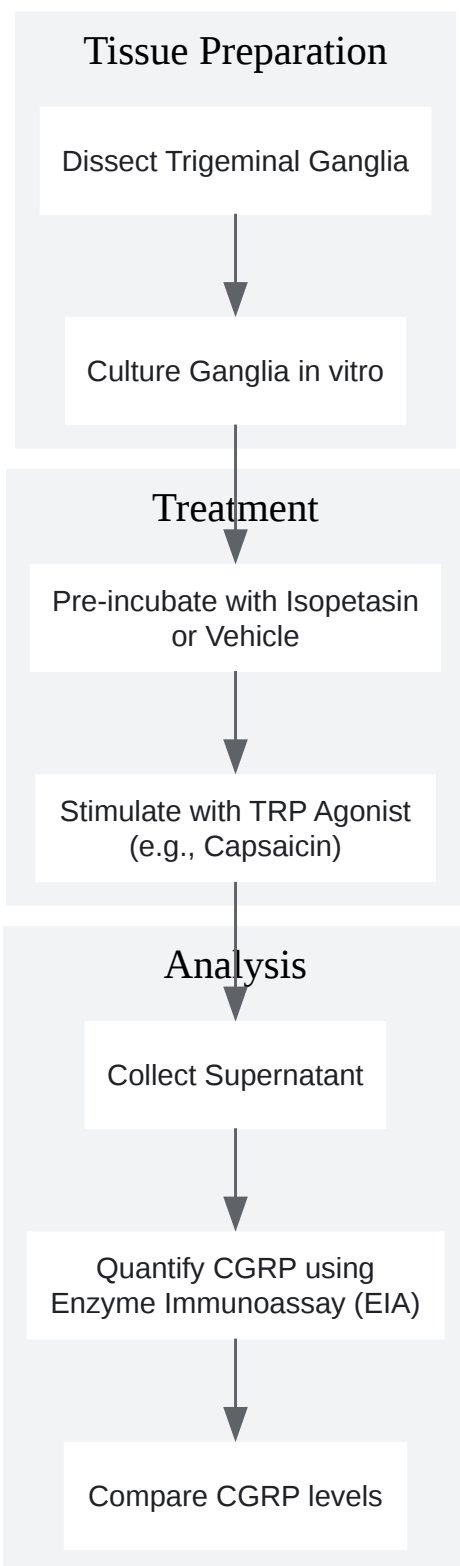 Tissue Preparation
Dissect Trigeminal Ganglia
Culture Ganglia in vitro
Treatment
Pre-incubate with Isopetasin
or Vehicle
Stimulate with TRP Agonist
(e.g., Capsaicin)
Analysis
Collect Supernatant
Quantify CGRP using
Enzyme Immunoassay (EIA)
Compare CGRP levels